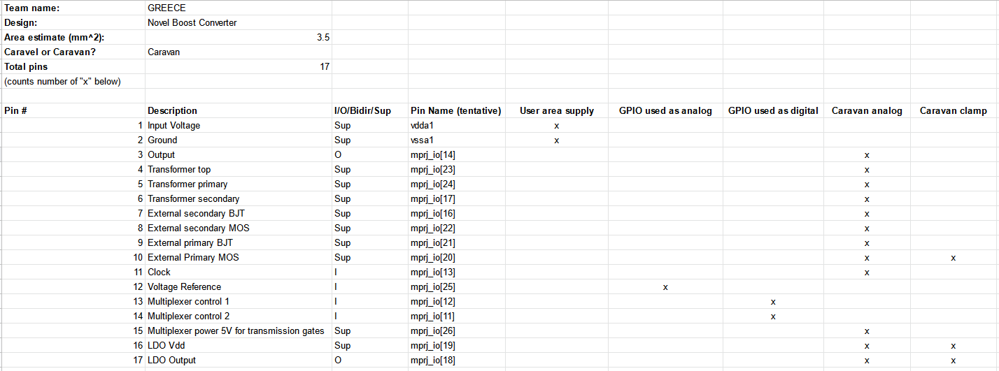 Team name: GREECE
Design: Novel Boost Converter
Area estimate (mm^2): 3.5
Caravel or Caravan? Caravan
Total pins 17
(counts number of "x" below)
Pin # Description I/O/Bidir/Sup Pin Name (tentative) User area supply GPIO used as analog GPIO used as digital Caravan analog Caravan clamp
1 Input Voltage Sup vdda1 x
2 Ground Sup vssa1 x
3 Output O mprj_io[14] x
4 Transformer top Sup mprj_io[23] x
5 Transformer primary Sup mprj_io[24] x
6 Transformer secondary Sup mprj_io[17] x
7 External secondary BJT Sup mprj_io[16] x
8 External secondary MOS Sup mprj_io[22] x
9 External primary BJT Sup mprj_io[21] x
10 External Primary MOS Sup mprj_io[20] x x
11 Clock I mprj_io[13] x
12 Voltage Reference I mprj_io[25] x
13 Multiplexer control 1 I mprj_io[12] x
14 Multiplexer control 2 I mprj_io[11] x
15 Multiplexer power 5V for transmission gates Sup mprj_io[26] x
16 LDO Vdd Sup mprj_io[19] x x
17 LDO Output O mprj_io[18] x x